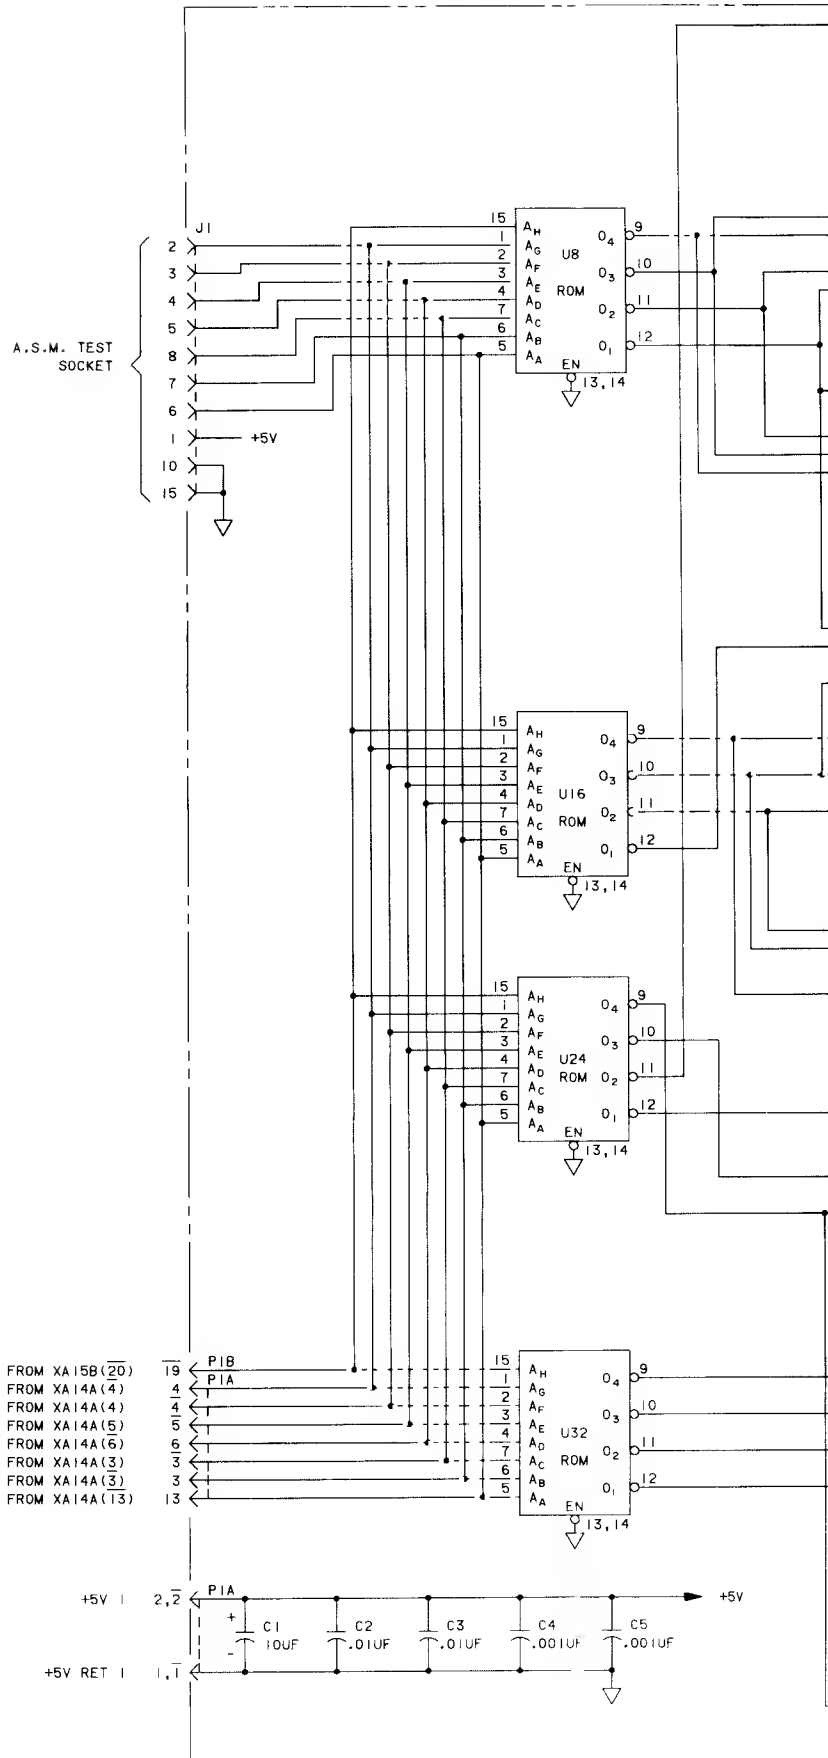 J1
A.S.M. TEST
SOCKET
2
3
4
5
8
7
6
1 +5V
10
15
15 AH
1 AG
2 AF
3 AE
4 AD
7 AC
6 AB
5 AA
U8
ROM
O4 9
O3 10
O2 11
O1 12
EN
13,14
15 AH
1 AG
2 AF
3 AE
4 AD
7 AC
6 AB
5 AA
U16
ROM
O4 9
O3 10
O2 11
O1 12
EN
13,14
15 AH
1 AG
2 AF
3 AE
4 AD
7 AC
6 AB
5 AA
U24
ROM
O4 9
O3 10
O2 11
O1 12
EN
13,14
P1B
FROM XA15B(2̅0̅) 1̅9̅
P1A
FROM XA14A(4̅) 4
FROM XA14A(4) 4̅
FROM XA14A(5) 5̅
FROM XA14A(6̅) 6
FROM XA14A(3) 3̅
FROM XA14A(3̅) 3
FROM XA14A(1̅3̅) 13
15 AH
1 AG
2 AF
3 AE
4 AD
7 AC
6 AB
5 AA
U32
ROM
O4 9
O3 10
O2 11
O1 12
EN
13,14
+5V 1 2,2̅ P1A +5V
+ C1
10UF
-
C2
.01UF
C3
.01UF
C4
.001UF
C5
.001UF
+5V RET 1 1,1̅